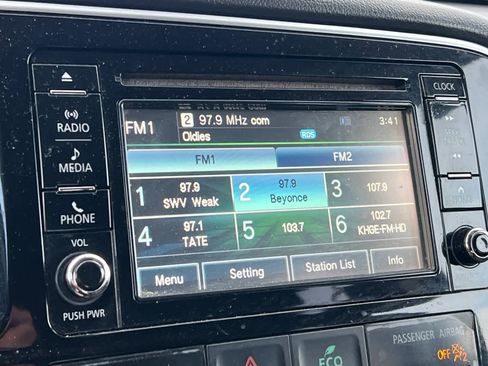 CLOCK
RADIO
MEDIA
PHONE
VOL
PUSH PWR
FM1
2 97.9 MHz com
3:41
Oldies
RDS
FM1 FM2
1 97.9 SWV Weak
2 97.9 Beyonce
3 107.9
4 97.1 TATE
5 103.7
6 102.7 KHGE-FM-HD
Menu Setting Station List Info
ECO
PASSENGER AIRBAG
OFF 2